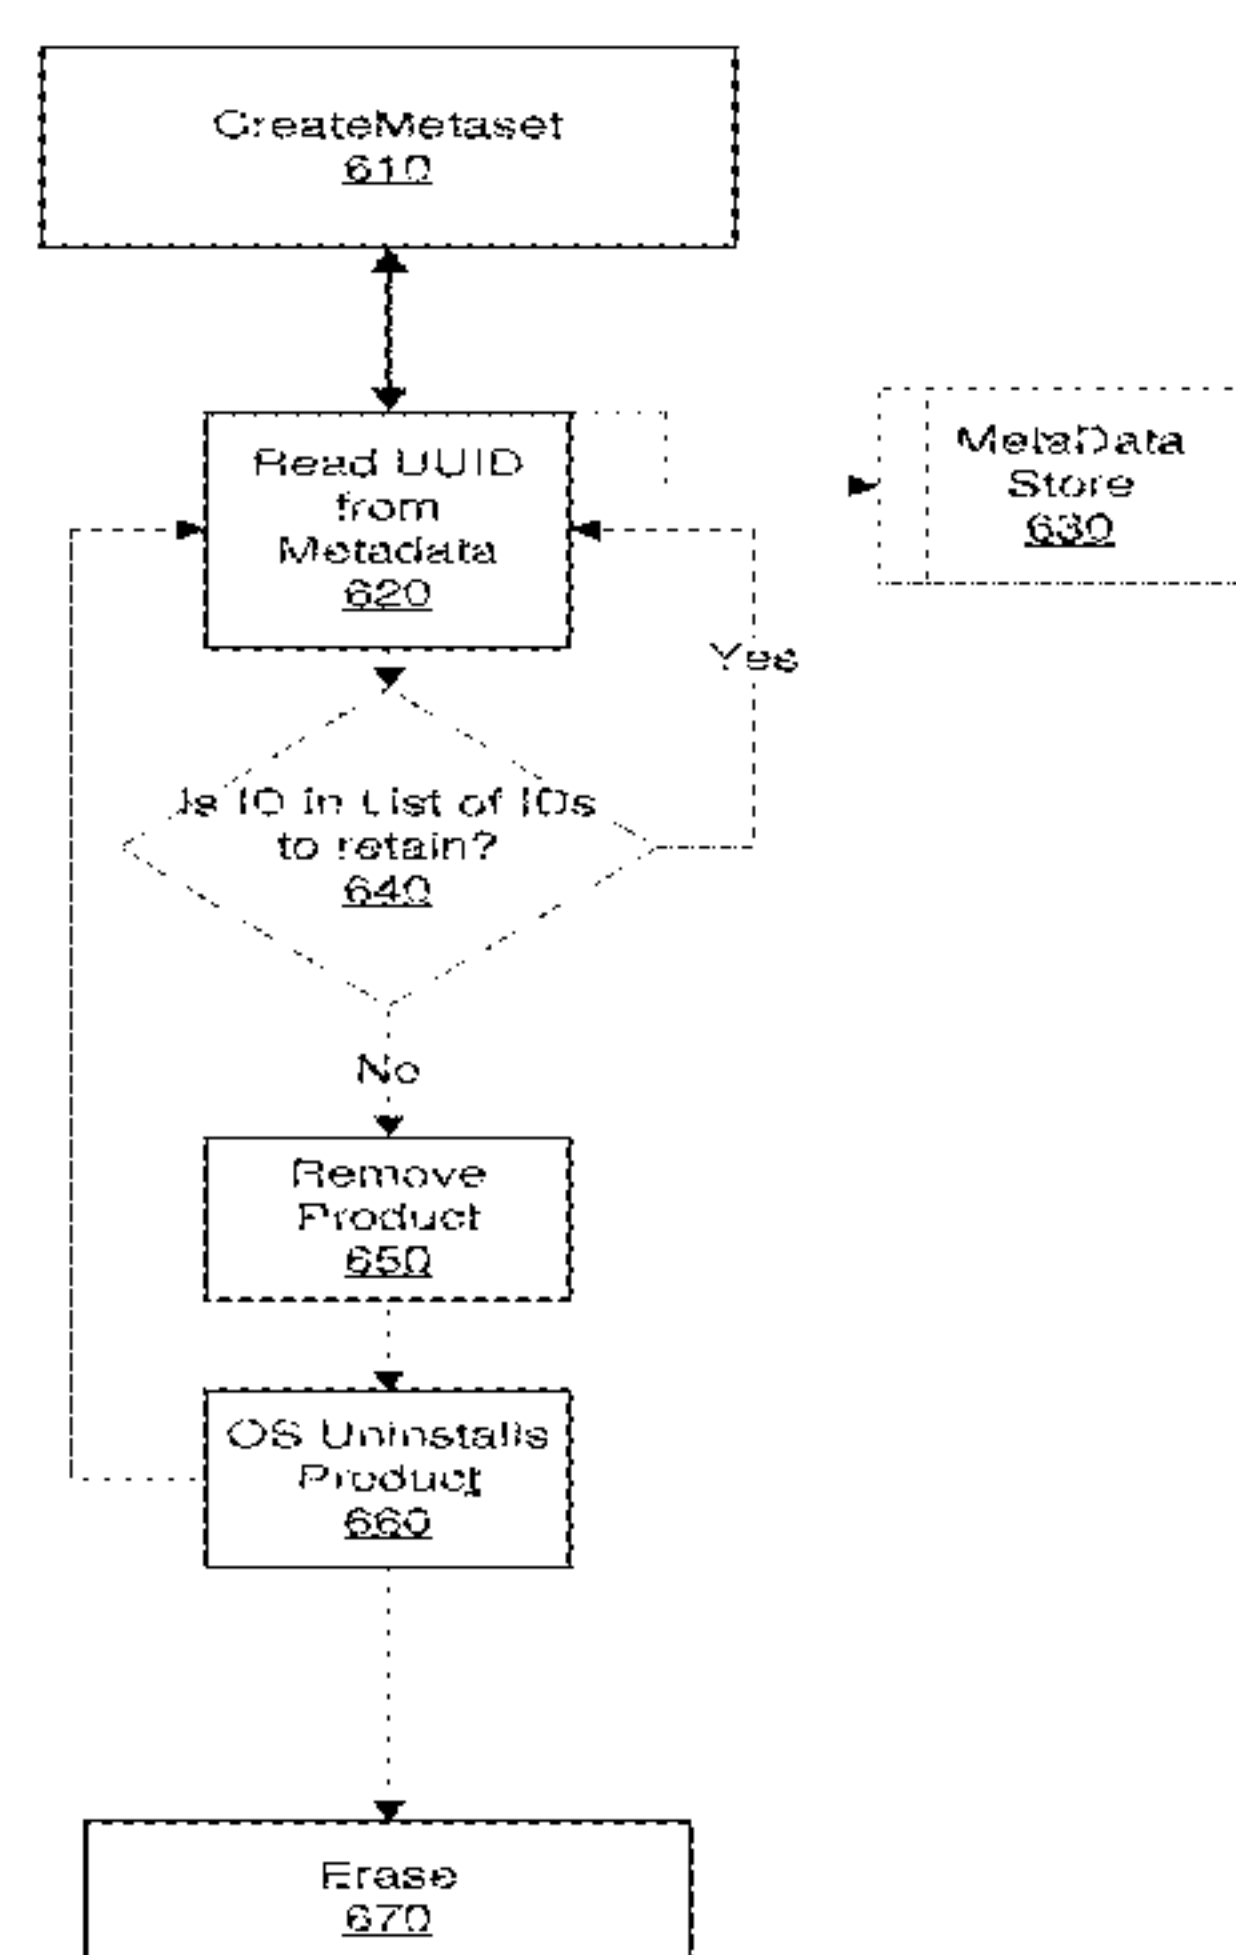 CreateMetaset
610
Read UUID
from
Metadata
620
MetaData
Store
630
Yes
Is ID in List of IDs
to retain?
640
No
Remove
Product
650
OS Uninstalls
Product
660
Erase
670